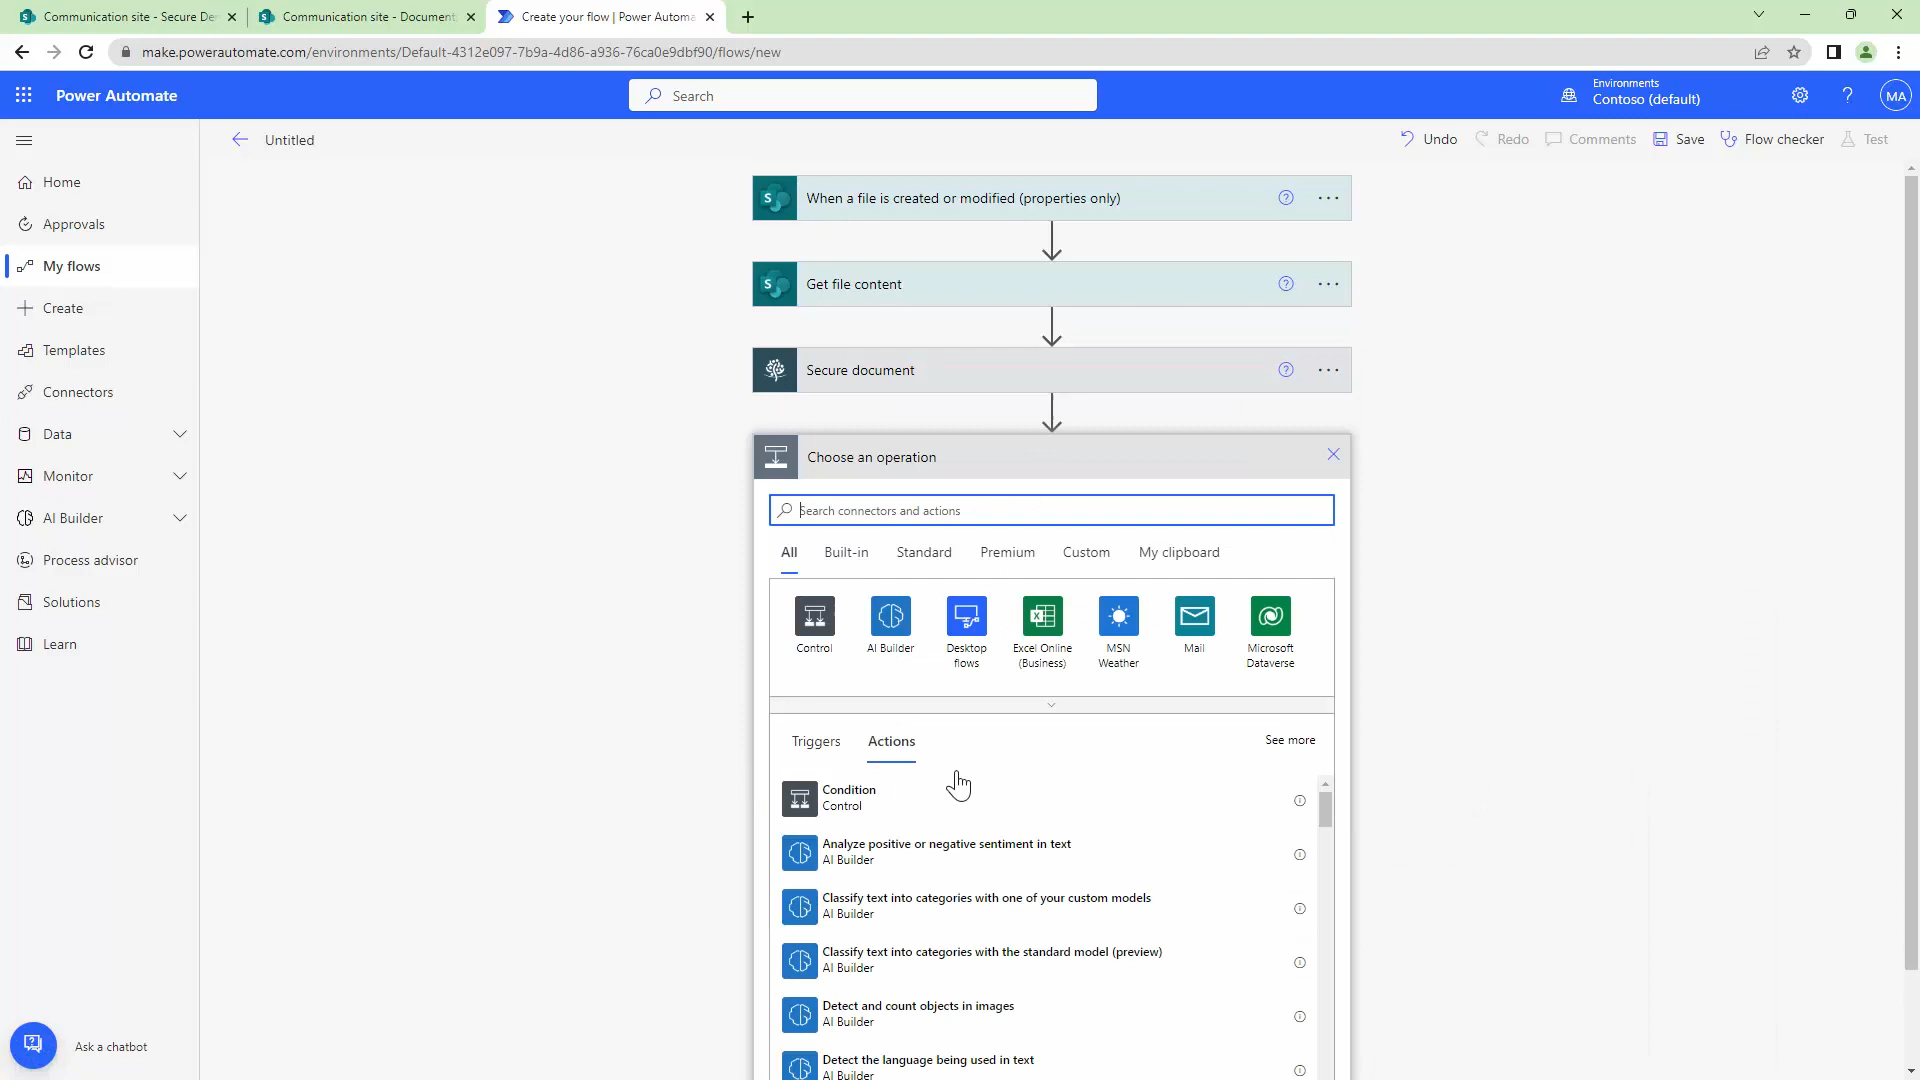 Communication site - Secure De
Communication site - Document
Create your flow | Power Automa
make.powerautomate.com/environments/Default-4312e097-7b9a-4d86-a936-76ca0e9dbf90/flows/new
Power Automate
Search
Environments
Contoso (default)
?
MA
Untitled
Undo
Redo
Comments
Save
Flow checker
Test
Home
Approvals
My flows
Create
Templates
Connectors
Data
Monitor
AI Builder
Process advisor
Solutions
Learn
Ask a chatbot
When a file is created or modified (properties only)
Get file content
Secure document
Choose an operation
Search connectors and actions
All
Built-in
Standard
Premium
Custom
My clipboard
Control
AI Builder
Desktop flows
Excel Online (Business)
MSN Weather
Mail
Microsoft Dataverse
Triggers
Actions
See more
Condition
Control
Analyze positive or negative sentiment in text
AI Builder
Classify text into categories with one of your custom models
AI Builder
Classify text into categories with the standard model (preview)
AI Builder
Detect and count objects in images
AI Builder
Detect the language being used in text
AI Builder